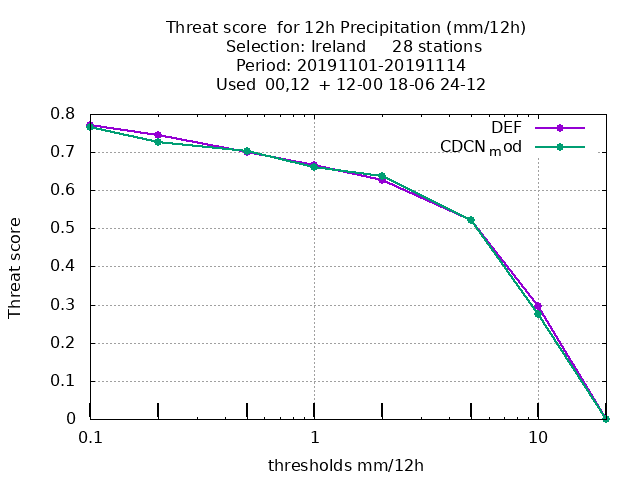 Threat score  for 12h Precipitation (mm/12h)
Selection: Ireland     28 stations
Period: 20191101-20191114
Used  00,12  + 12-00 18-06 24-12
DEF
CDCNmod
0.8
0.7
0.6
0.5
0.4
0.3
0.2
0.1
0
Threat score
0.1 1 10
thresholds mm/12h